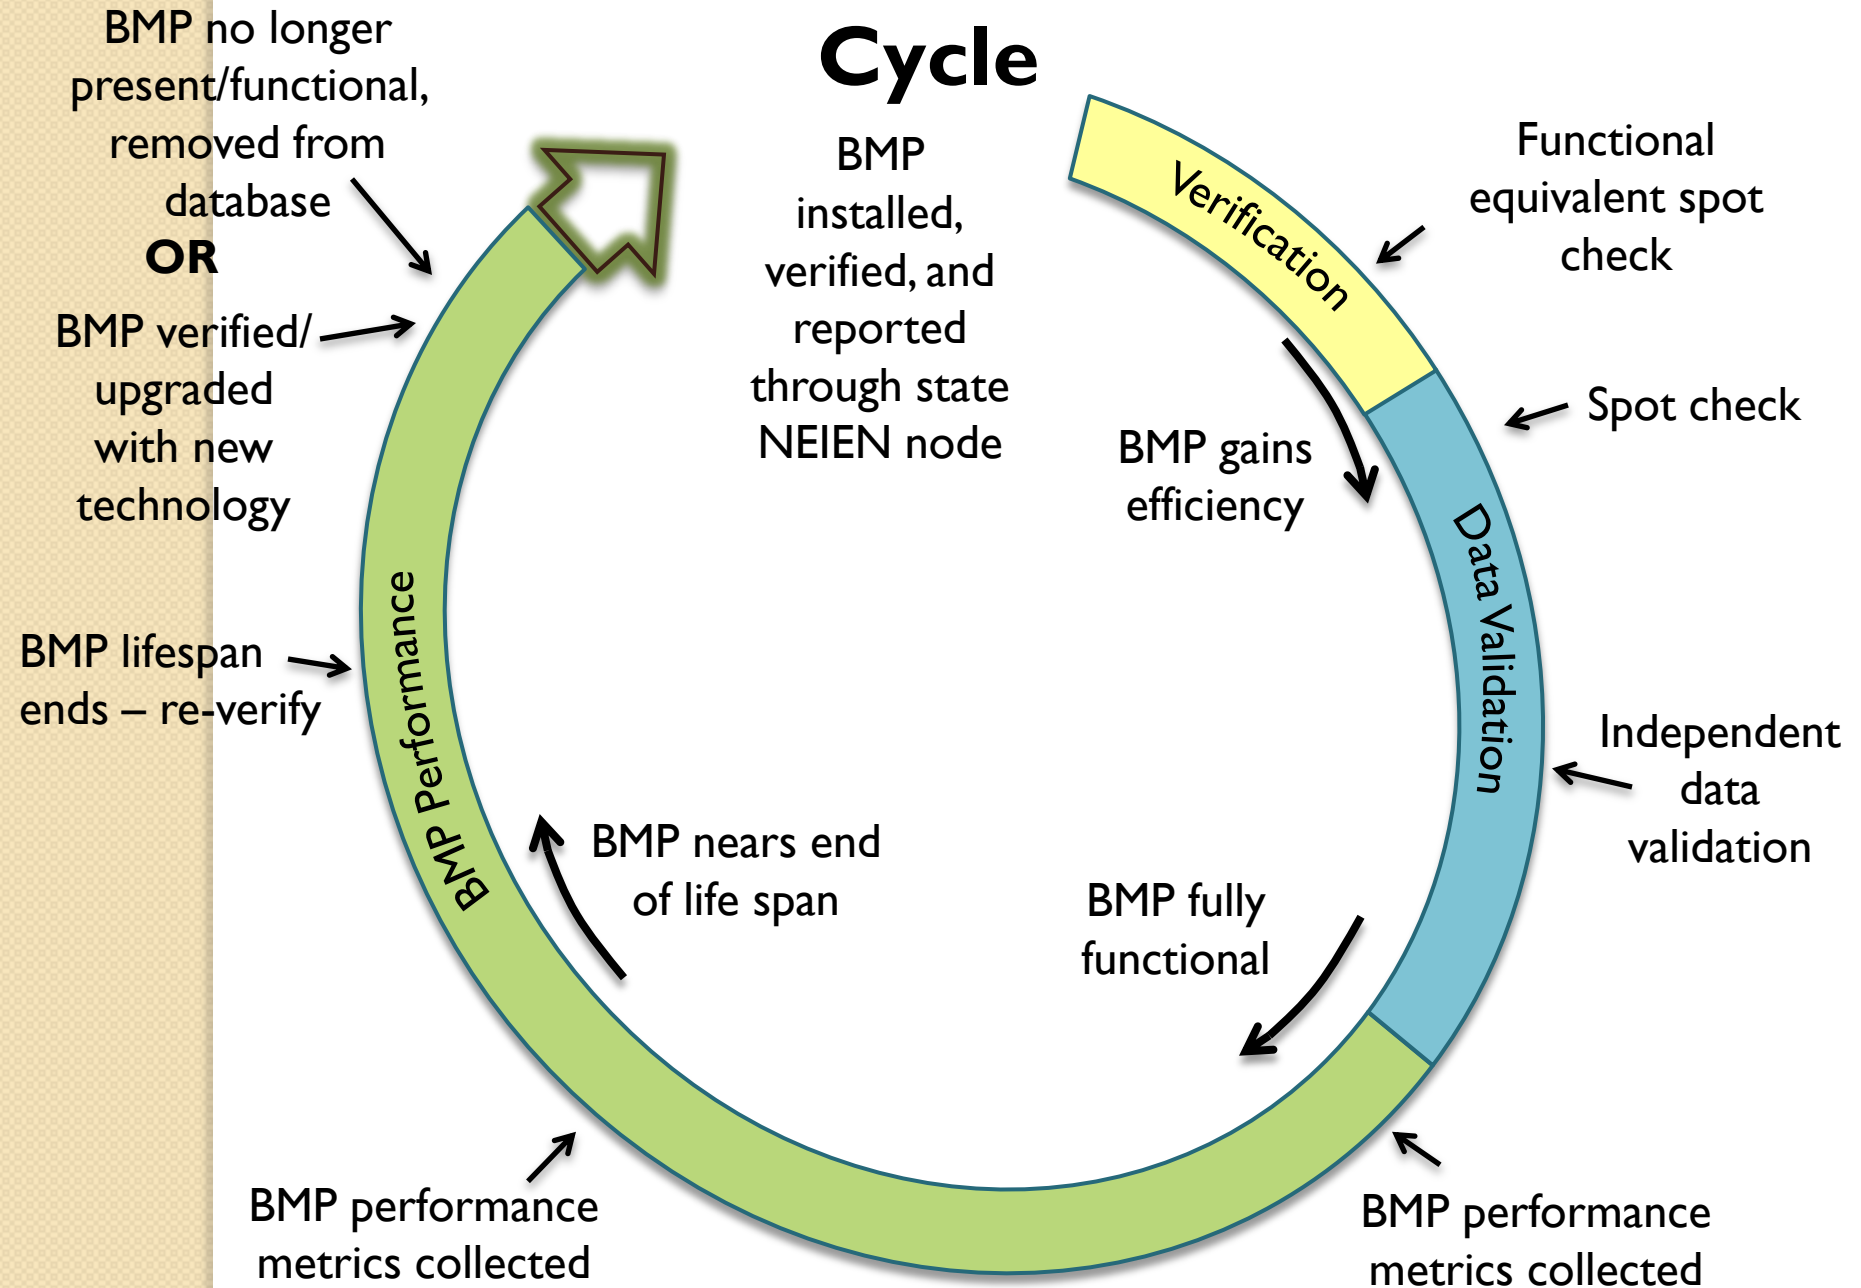 Cycle
BMP
installed,
verified, and
reported
through state
NEIEN node
Verification
Functional
equivalent spot
check
BMP gains
efficiency
Spot check
Data Validation
Independent
data
validation
BMP fully
functional
BMP performance
metrics collected
BMP performance
metrics collected
BMP nears end
of life span
BMP Performance
BMP lifespan
ends – re-verify
BMP no longer
present/functional,
removed from
database
OR
BMP verified/
upgraded
with new
technology